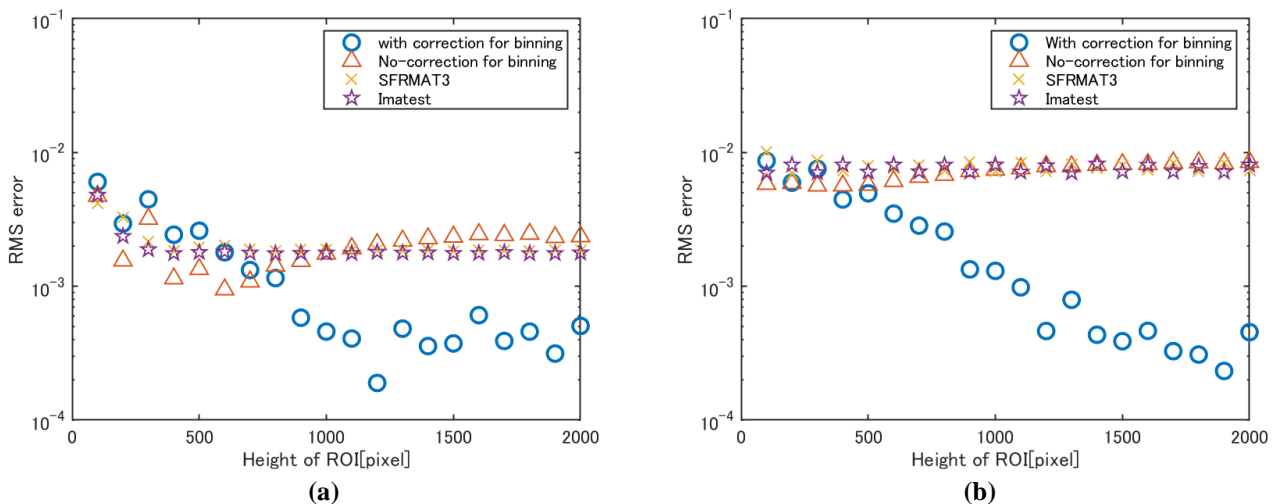 10⁻¹
10⁻²
10⁻³
10⁻⁴
RMS error
with correction for binning
No-correction for binning
SFRMAT3
Imatest
0 500 1000 1500 2000
Height of ROI[pixel]
(a)
10⁻¹
10⁻²
10⁻³
10⁻⁴
RMS error
With correction for binning
No-correction for binning
SFRMAT3
Imatest
0 500 1000 1500 2000
Height of ROI[pixel]
(b)